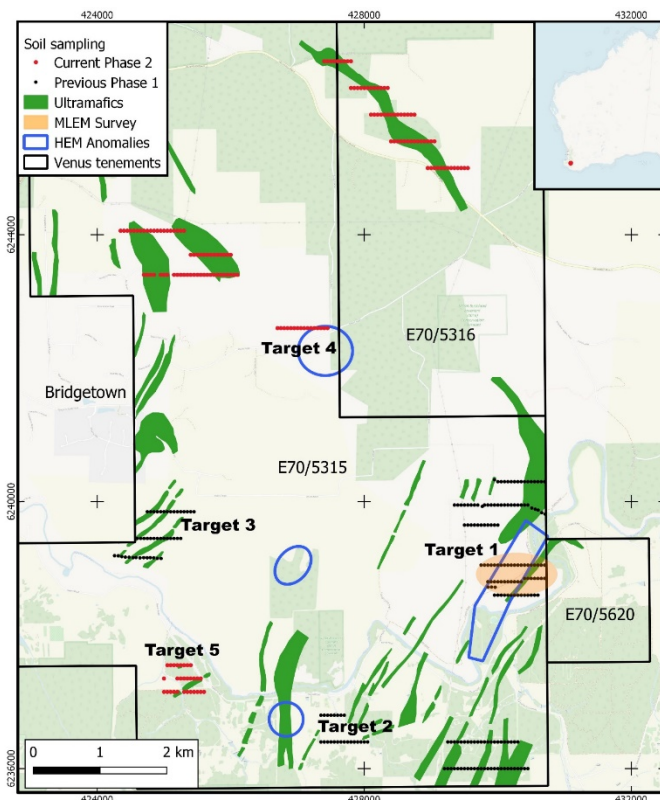 424000
428000
432000
Soil sampling
Current Phase 2
Previous Phase 1
Ultramafics
MLEM Survey
HEM Anomalies
Venus tenements
6244000
Target 4
E70/5316
Bridgetown
E70/5315
6240000
Target 3
Target 1
E70/5620
Target 5
Target 2
0 1 2 km
6236000
424000
428000
432000